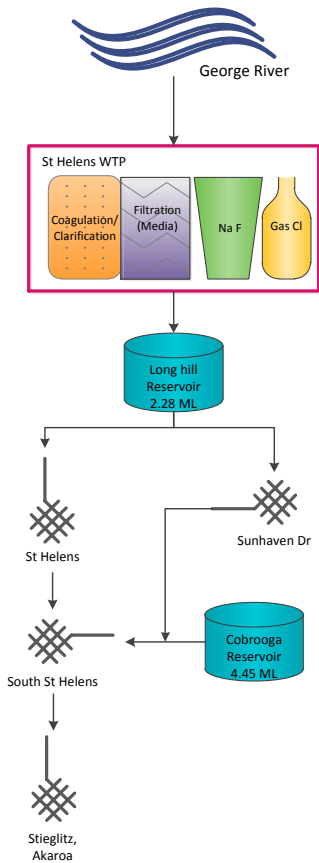 George River
St Helens WTP
Coagulation/
Clarification
Filtration
(Media)
Na F
Gas Cl
Long hill
Reservoir
2.28 ML
St Helens
Sunhaven Dr
Cobrooga
Reservoir
4.45 ML
South St Helens
Stieglitz,
Akaroa